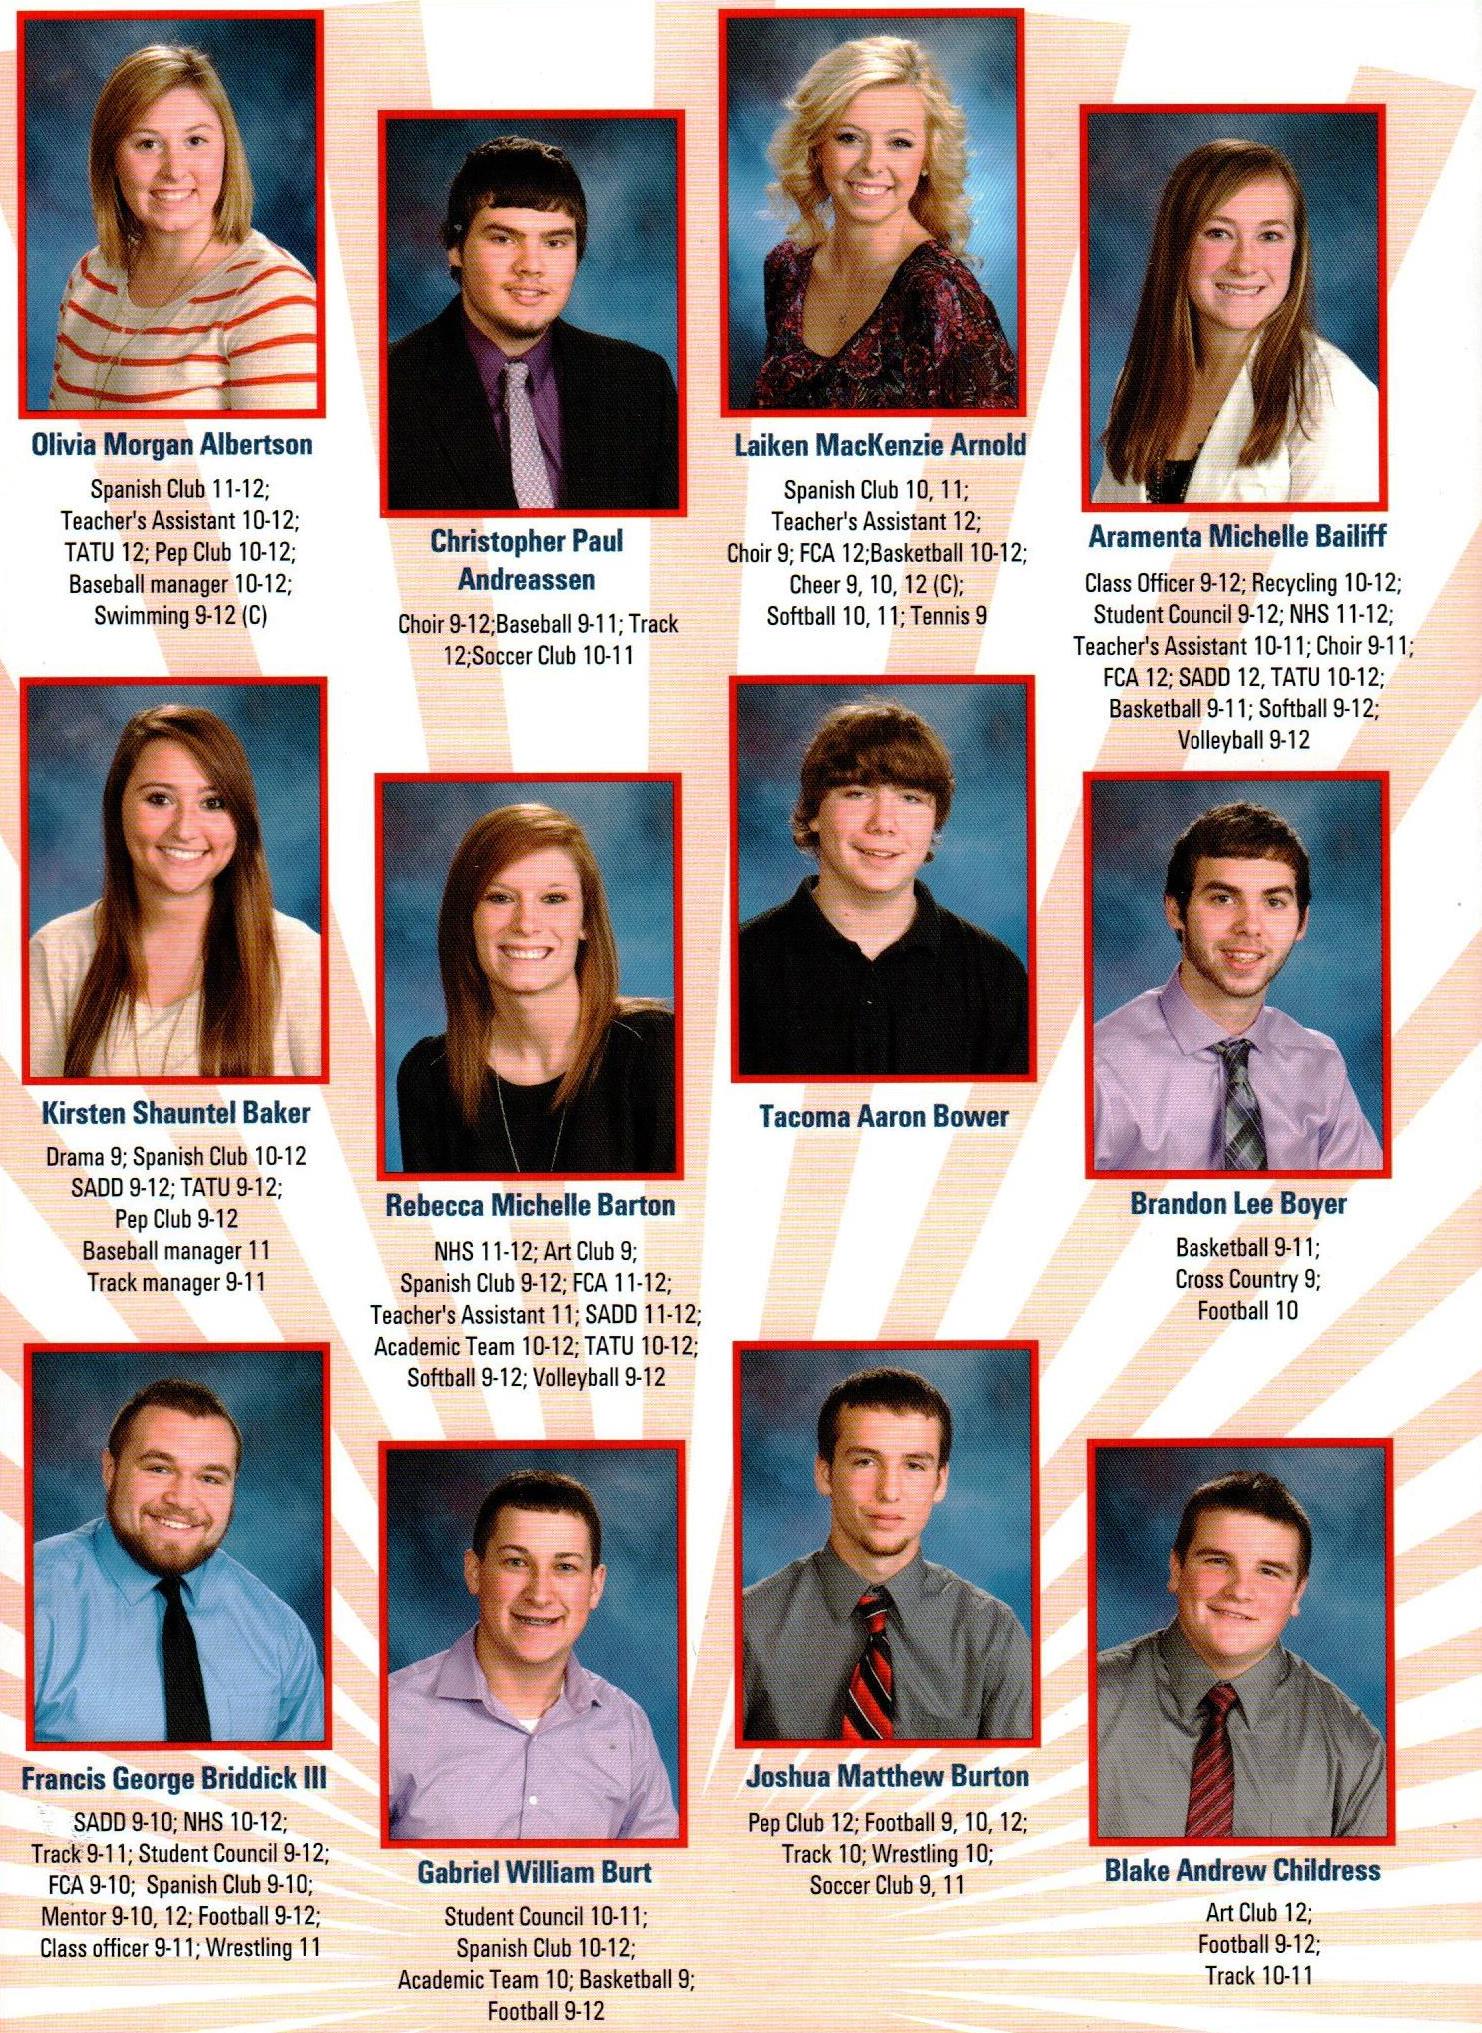 Olivia Morgan Albertson
Spanish Club 11-12;
Teacher's Assistant 10-12;
TATU 12; Pep Club 10-12;
Baseball manager 10-12;
Swimming 9-12 (C)
Christopher Paul
Andreassen
Choir 9-12;Baseball 9-11; Track
12;Soccer Club 10-11
Laiken MacKenzie Arnold
Spanish Club 10, 11;
Teacher's Assistant 12;
Choir 9; FCA 12;Basketball 10-12;
Cheer 9, 10, 12 (C);
Softball 10, 11; Tennis 9
Aramenta Michelle Bailiff
Class Officer 9-12; Recycling 10-12;
Student Council 9-12; NHS 11-12;
Teacher's Assistant 10-11; Choir 9-11;
FCA 12; SADD 12, TATU 10-12;
Basketball 9-11; Softball 9-12;
Volleyball 9-12
Kirsten Shauntel Baker
Drama 9; Spanish Club 10-12
SADD 9-12; TATU 9-12;
Pep Club 9-12
Baseball manager 11
Track manager 9-11
Rebecca Michelle Barton
NHS 11-12; Art Club 9;
Spanish Club 9-12; FCA 11-12;
Teacher's Assistant 11; SADD 11-12;
Academic Team 10-12; TATU 10-12;
Softball 9-12; Volleyball 9-12
Tacoma Aaron Bower
Brandon Lee Boyer
Basketball 9-11;
Cross Country 9;
Football 10
Francis George Briddick III
SADD 9-10; NHS 10-12;
Track 9-11; Student Council 9-12;
FCA 9-10; Spanish Club 9-10;
Mentor 9-10, 12; Football 9-12;
Class officer 9-11; Wrestling 11
Gabriel William Burt
Student Council 10-11;
Spanish Club 10-12;
Academic Team 10; Basketball 9;
Football 9-12
Joshua Matthew Burton
Pep Club 12; Football 9, 10, 12;
Track 10; Wrestling 10;
Soccer Club 9, 11
Blake Andrew Childress
Art Club 12;
Football 9-12;
Track 10-11